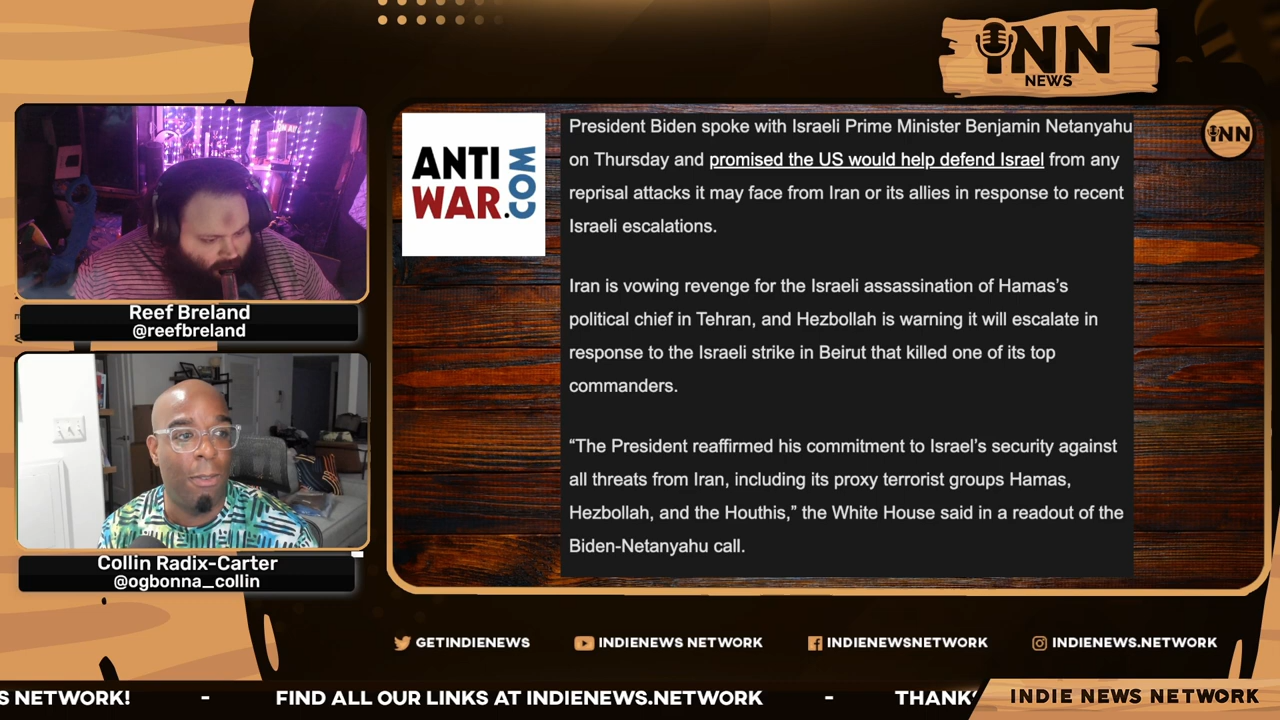 INN
NEWS
INN
ANTI
WAR.COM
President Biden spoke with Israeli Prime Minister Benjamin Netanyahu
on Thursday and promised the US would help defend Israel from any
reprisal attacks it may face from Iran or its allies in response to recent
Israeli escalations.
Iran is vowing revenge for the Israeli assassination of Hamas's
political chief in Tehran, and Hezbollah is warning it will escalate in
response to the Israeli strike in Beirut that killed one of its top
commanders.
“The President reaffirmed his commitment to Israel's security against
all threats from Iran, including its proxy terrorist groups Hamas,
Hezbollah, and the Houthis,” the White House said in a readout of the
Biden-Netanyahu call.
Reef Breland
@reefbreland
Collin Radix-Carter
@ogbonna_collin
GETINDIENEWS
INDIENEWS NETWORK
INDIENEWSNETWORK
INDIENEWS.NETWORK
S NETWORK! - FIND ALL OUR LINKS AT INDIENEWS.NETWORK - THANKS
INDIE NEWS NETWORK